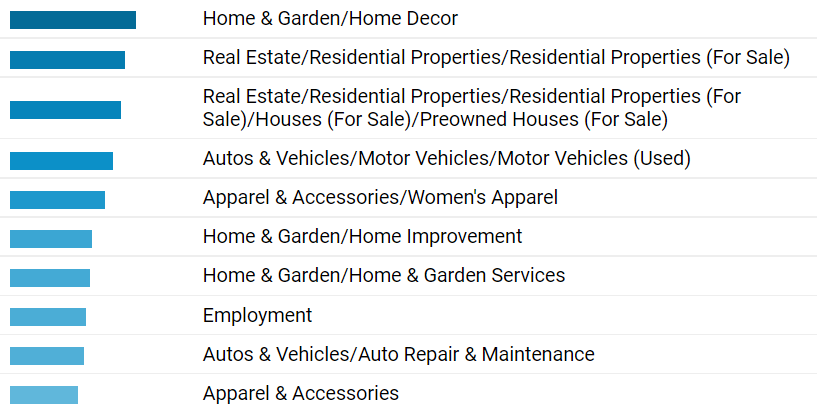 Home & Garden/Home Decor
Real Estate/Residential Properties/Residential Properties (For Sale)
Real Estate/Residential Properties/Residential Properties (For
Sale)/Houses (For Sale)/Preowned Houses (For Sale)
Autos & Vehicles/Motor Vehicles/Motor Vehicles (Used)
Apparel & Accessories/Women's Apparel
Home & Garden/Home Improvement
Home & Garden/Home & Garden Services
Employment
Autos & Vehicles/Auto Repair & Maintenance
Apparel & Accessories